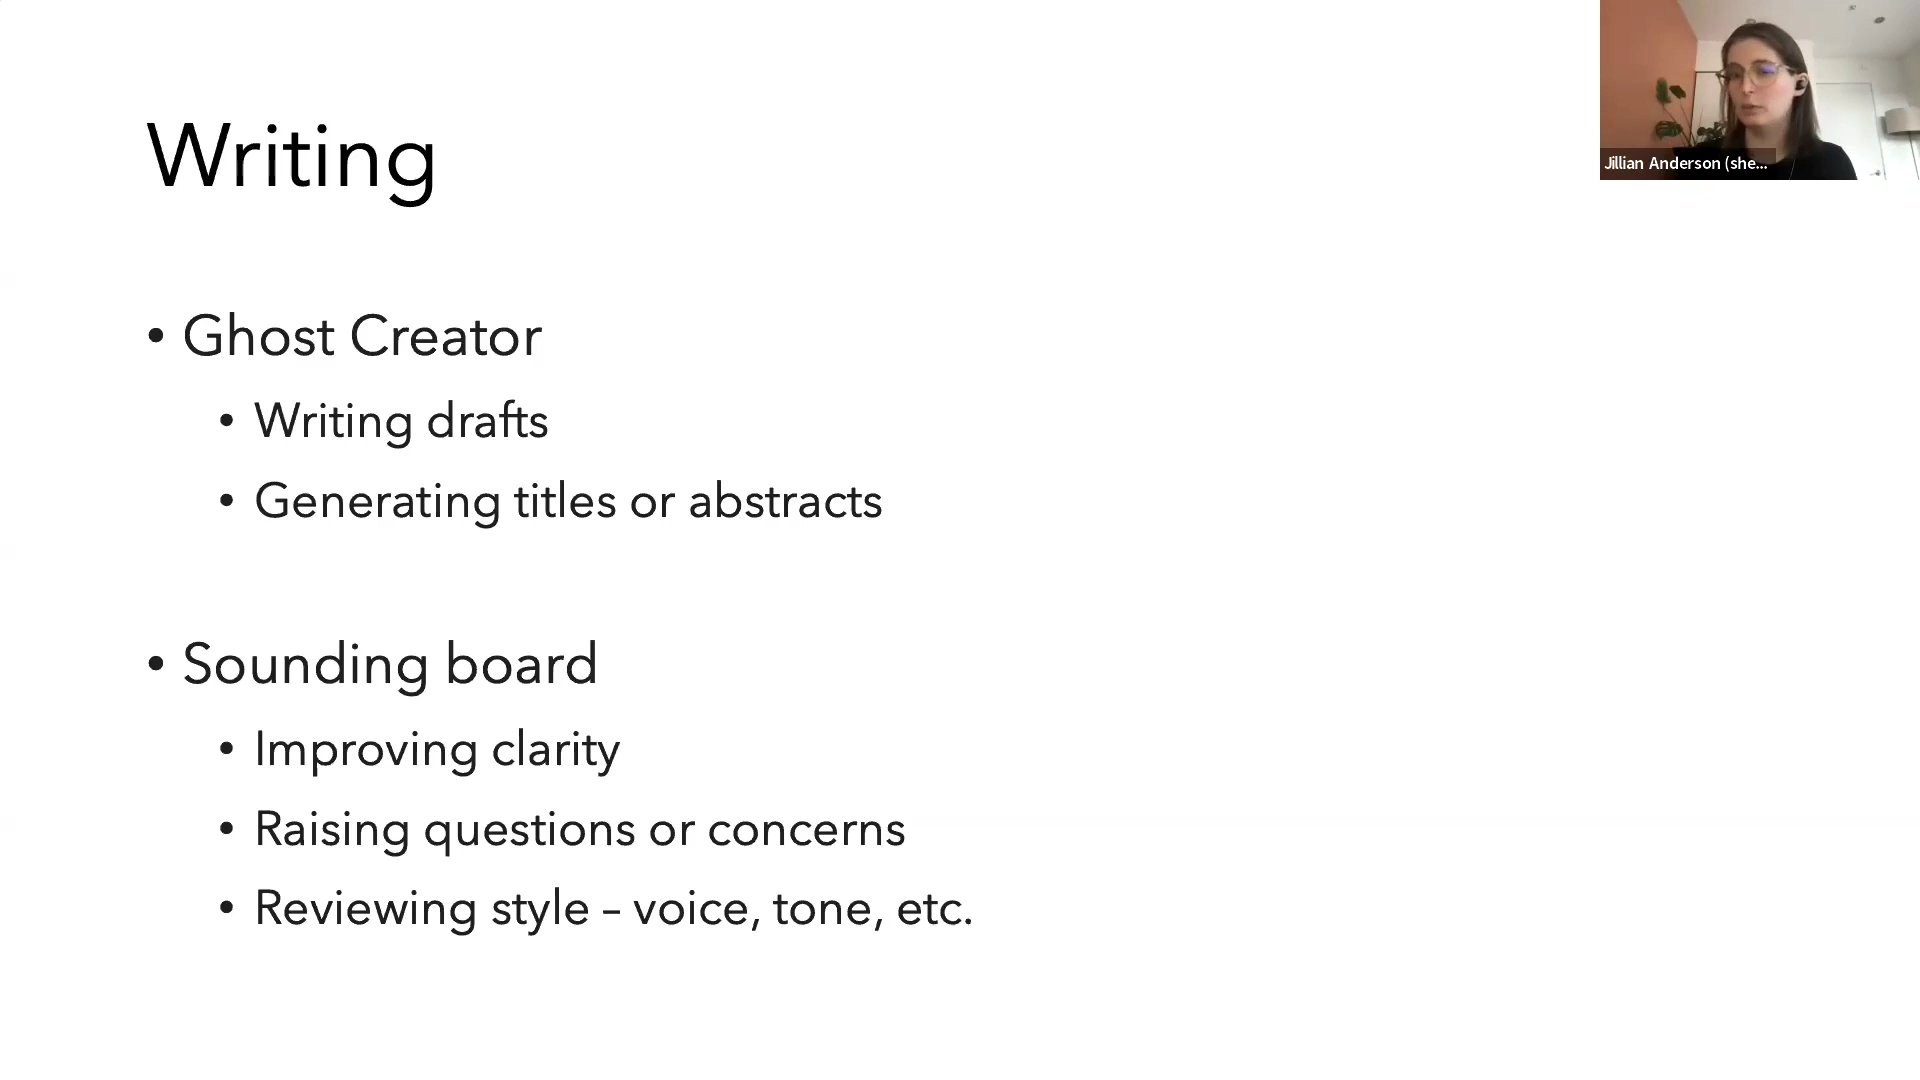 Writing
Jillian Anderson (she...
• Ghost Creator
• Writing drafts
• Generating titles or abstracts
• Sounding board
• Improving clarity
• Raising questions or concerns
• Reviewing style – voice, tone, etc.